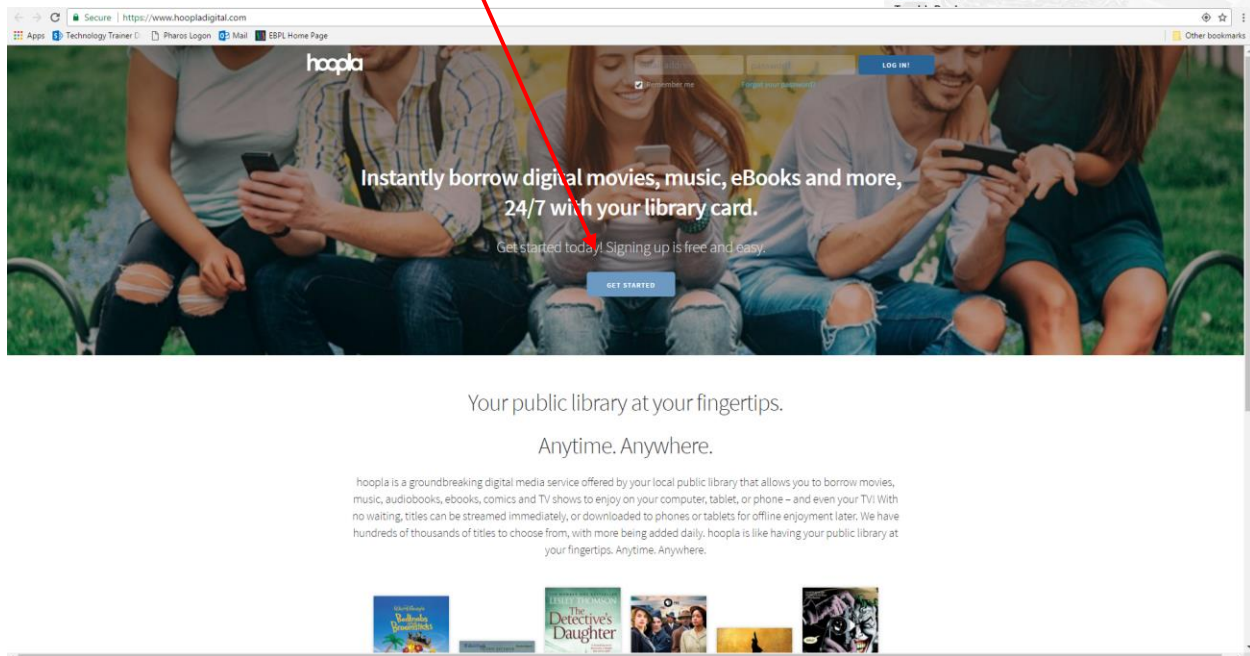 Secure | https://www.hoopladigital.com
Apps Technology Trainer D Pharos Logon Mail EBPL Home Page Other bookmarks
hoopla password LOG IN!
Remember me Forgot your password?
Instantly borrow digital movies, music, eBooks and more,
24/7 with your library card.
Get started today! Signing up is free and easy.
GET STARTED
Your public library at your fingertips.
Anytime. Anywhere.
hoopla is a groundbreaking digital media service offered by your local public library that allows you to borrow movies,
music, audiobooks, ebooks, comics and TV shows to enjoy on your computer, tablet, or phone – and even your TV! With
no waiting, titles can be streamed immediately, or downloaded to phones or tablets for offline enjoyment later. We have
hundreds of thousands of titles to choose from, with more being added daily. hoopla is like having your public library at
your fingertips. Anytime. Anywhere.
Bedknobs
and Broomsticks
LESLEY THOMSON
The
Detective's
Daughter
PBS